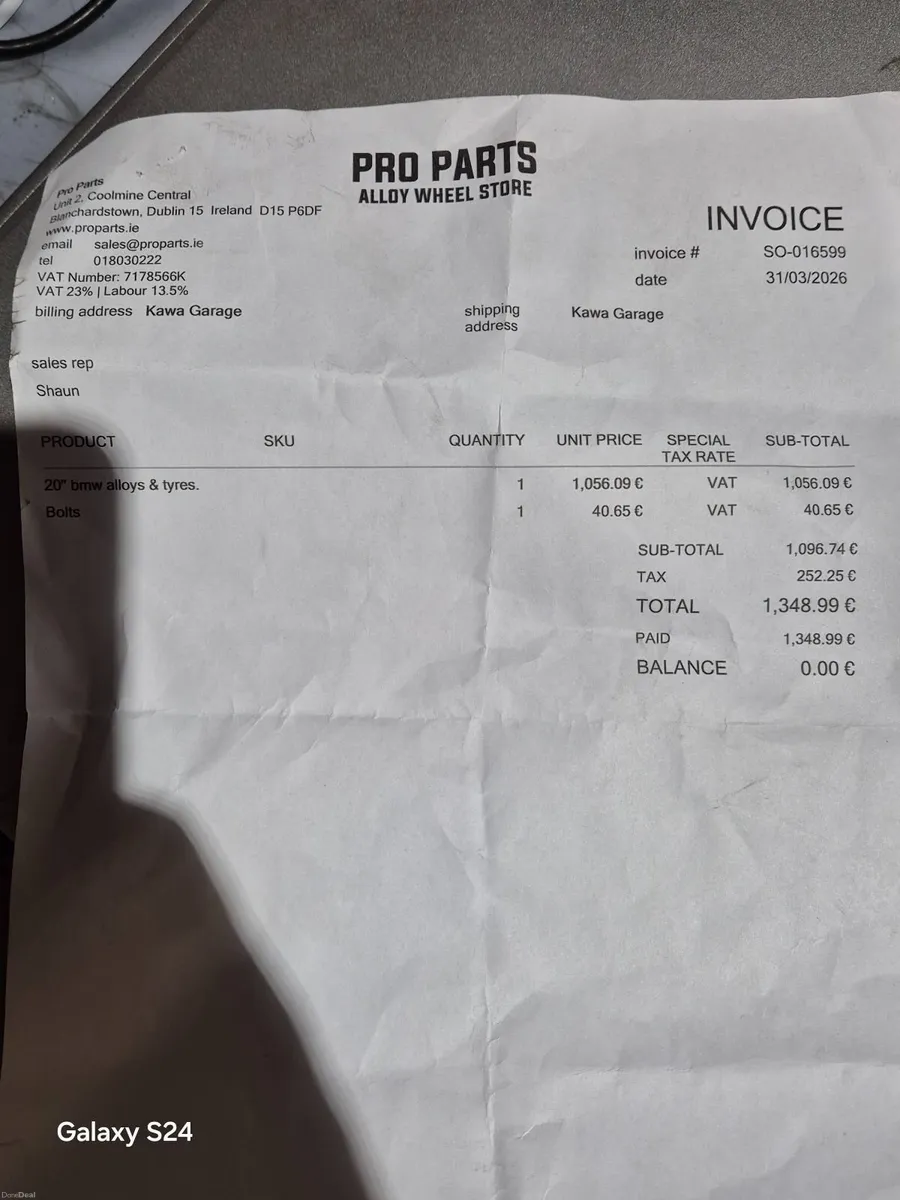 PRO PARTS
ALLOY WHEEL STORE
Pro Parts
Unit 2, Coolmine Central
Blanchardstown, Dublin 15 Ireland D15 P6DF
www.proparts.ie
email sales@proparts.ie
tel 018030222
VAT Number: 7178566K
VAT 23% | Labour 13.5%
INVOICE
invoice # SO-016599
date 31/03/2026
billing address Kawa Garage
shipping address Kawa Garage
sales rep
Shaun
PRODUCT SKU QUANTITY UNIT PRICE SPECIAL TAX RATE SUB-TOTAL
20" bmw alloys & tyres. 1 1,056.09 € VAT 1,056.09 €
Bolts 1 40.65 € VAT 40.65 €
SUB-TOTAL 1,096.74 €
TAX 252.25 €
TOTAL 1,348.99 €
PAID 1,348.99 €
BALANCE 0.00 €
Galaxy S24
DoneDeal